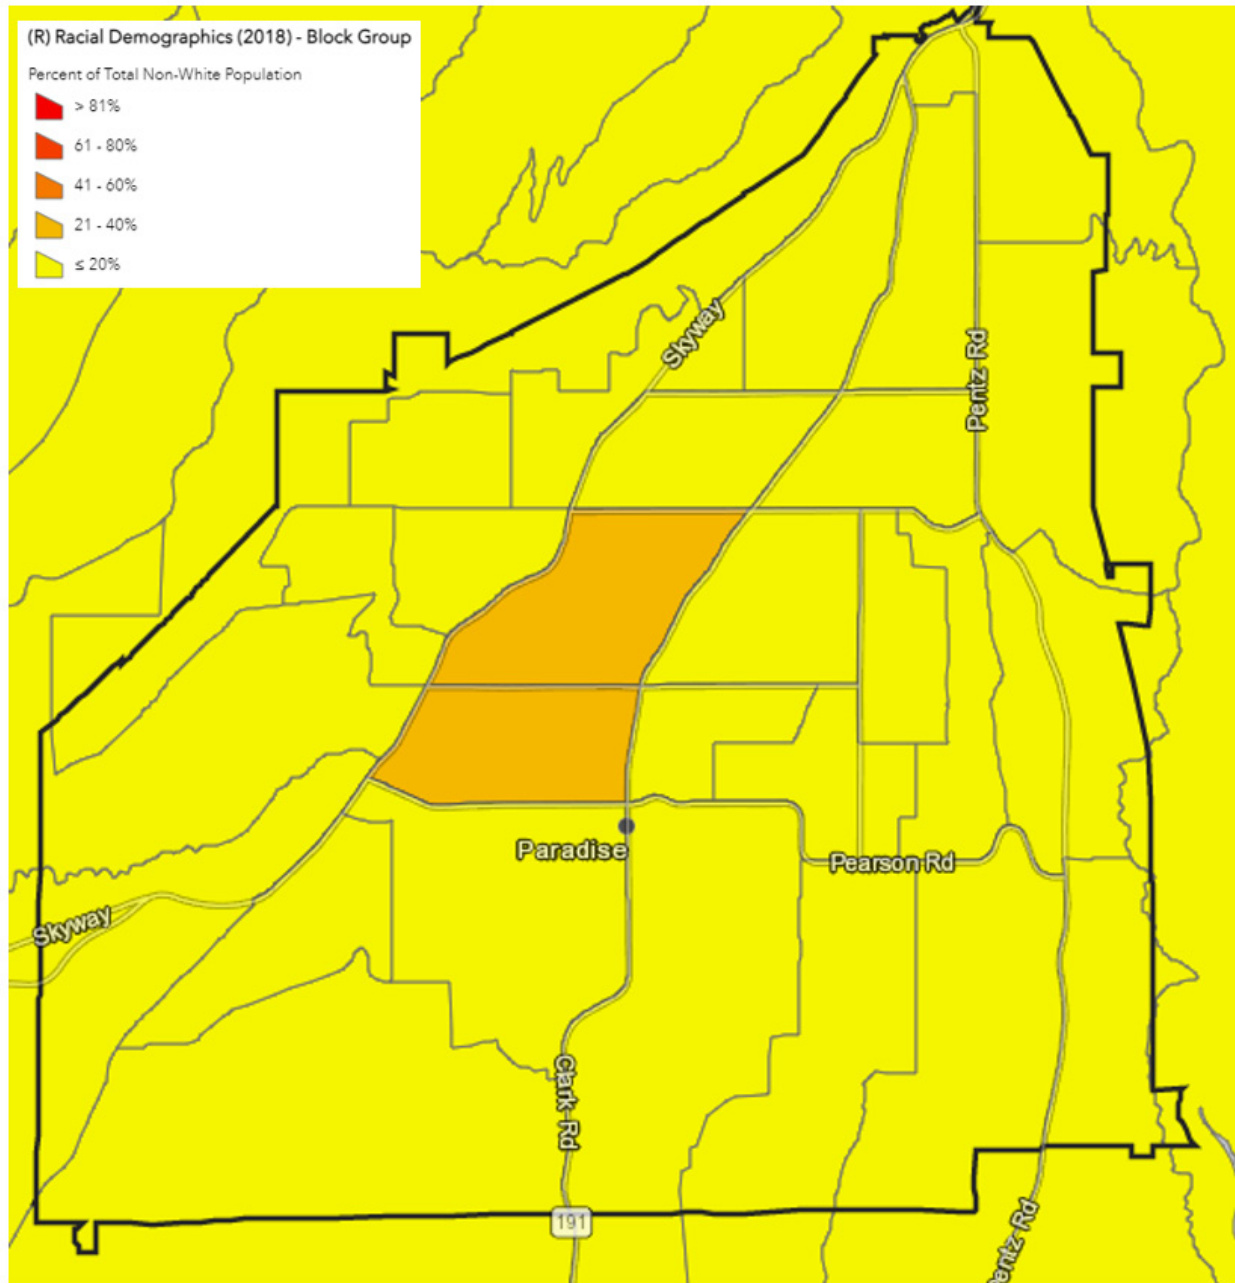 (R) Racial Demographics (2018) - Block Group
Percent of Total Non-White Population
> 81%
61 - 80%
41 - 60%
21 - 40%
≤ 20%
Skyway
Pentz Rd
Paradise
Pearson Rd
Skyway
Clark Rd
191
entz Rd